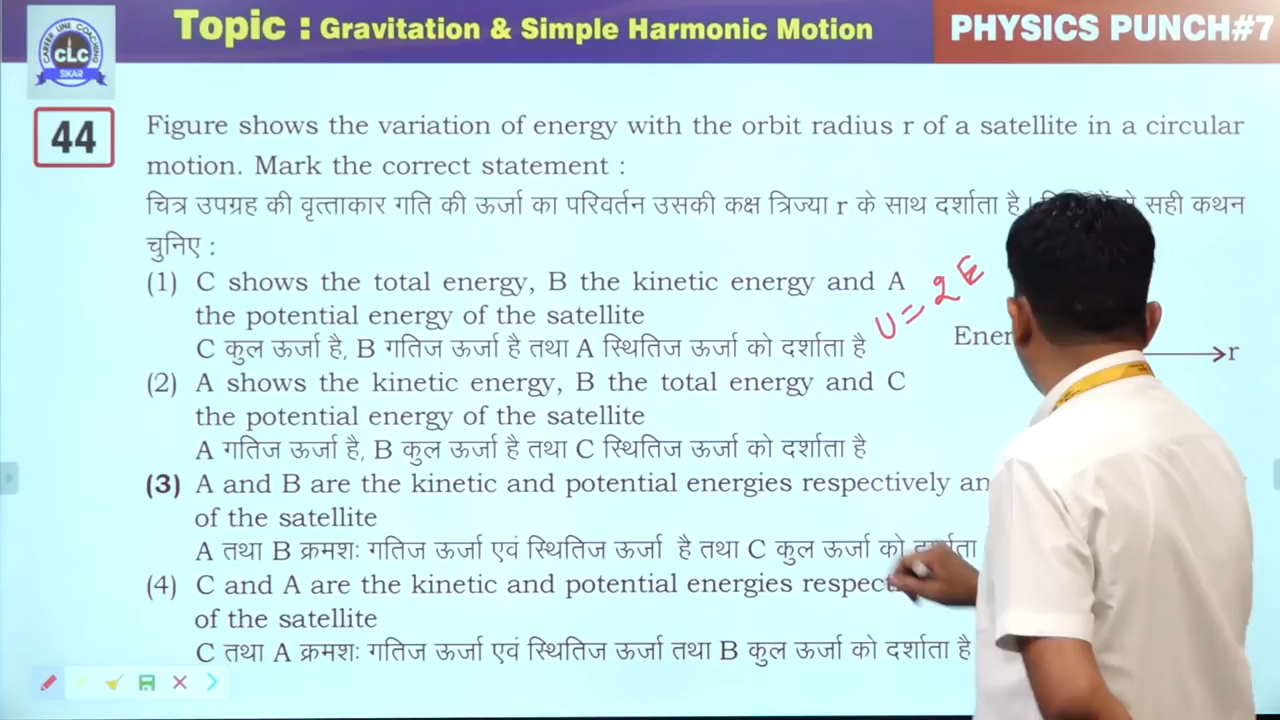 Topic : Gravitation & Simple Harmonic Motion
PHYSICS PUNCH#7
CAREER LINE COACHING
CLC
SIKAR
44
Figure shows the variation of energy with the orbit radius r of a satellite in a circular
motion. Mark the correct statement :
चित्र उपग्रह की वृत्ताकार गति की ऊर्जा का परिवर्तन उसकी कक्ष त्रिज्या r के साथ दर्शाता है। सही कथन
चुनिए :
(1) C shows the total energy, B the kinetic energy and A
the potential energy of the satellite
C कुल ऊर्जा है, B गतिज ऊर्जा है तथा A स्थितिज ऊर्जा को दर्शाता है
U = 2E
Ener
r
(2) A shows the kinetic energy, B the total energy and C
the potential energy of the satellite
A गतिज ऊर्जा है, B कुल ऊर्जा है तथा C स्थितिज ऊर्जा को दर्शाता है
(3) A and B are the kinetic and potential energies respectively an
of the satellite
A तथा B क्रमशः गतिज ऊर्जा एवं स्थितिज ऊर्जा है तथा C कुल ऊर्जा को दर्शाता
(4) C and A are the kinetic and potential energies respec
of the satellite
C तथा A क्रमशः गतिज ऊर्जा एवं स्थितिज ऊर्जा तथा B कुल ऊर्जा को दर्शाता है